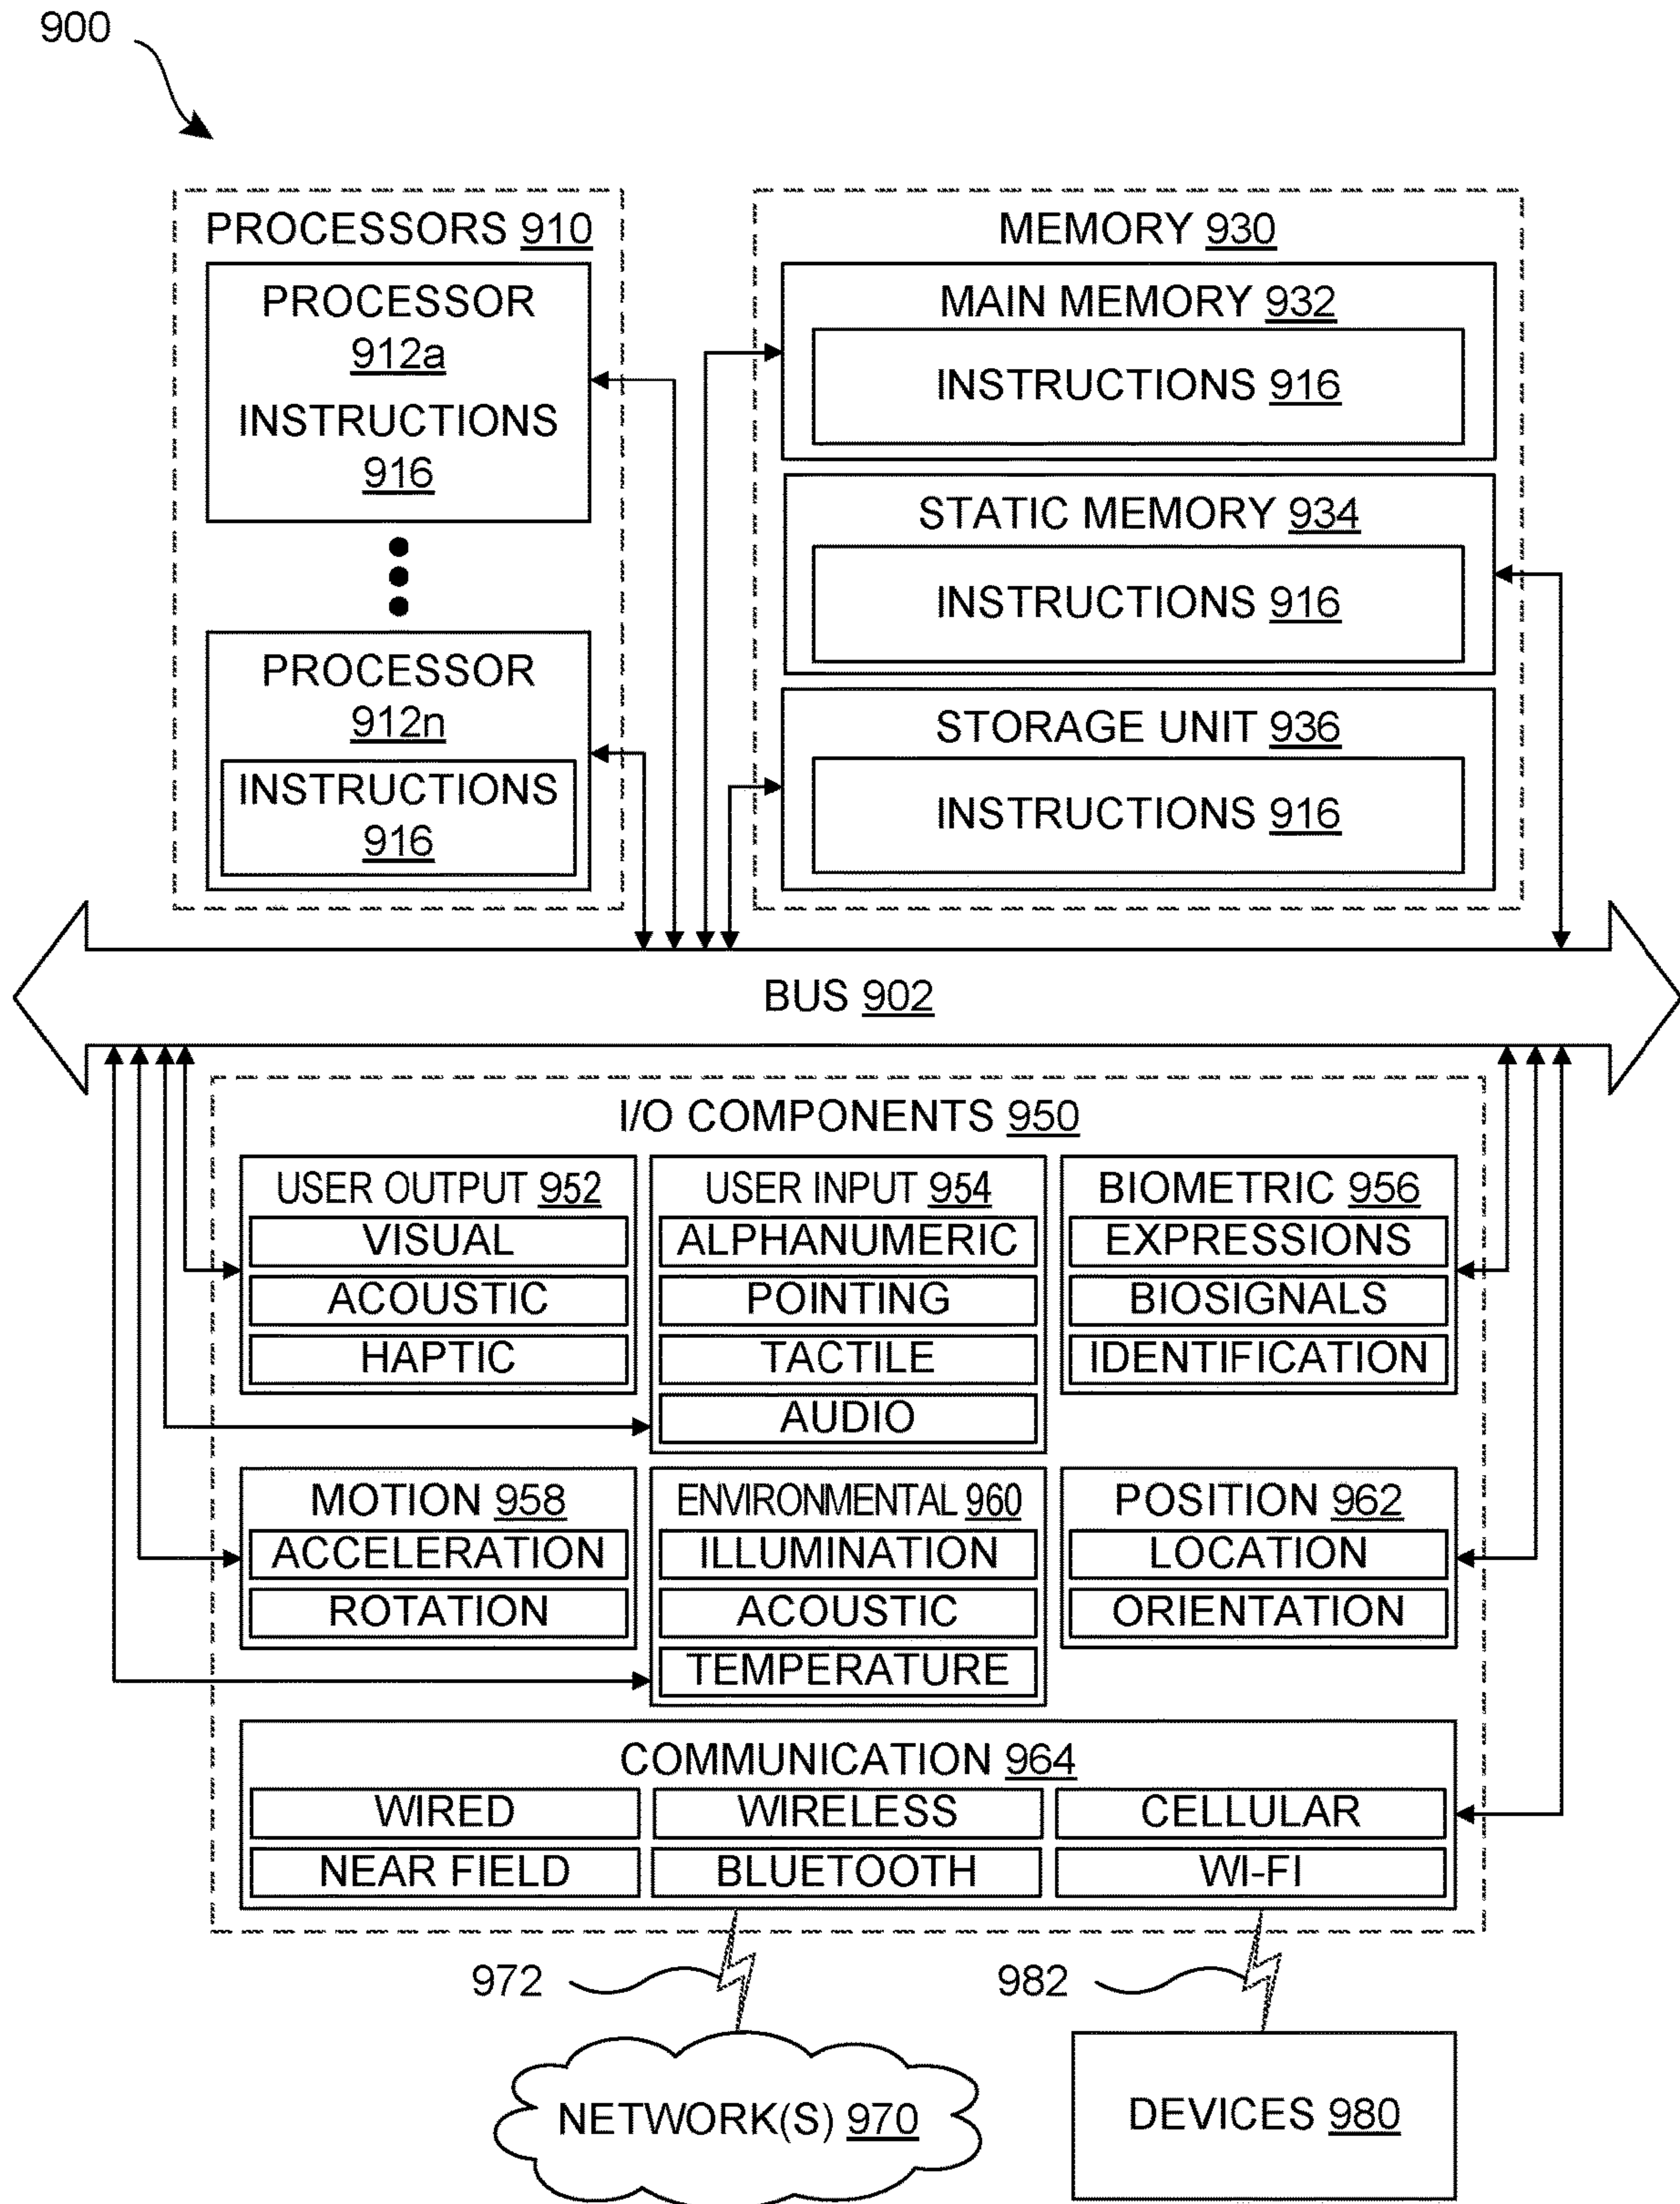 900
PROCESSORS 910
PROCESSOR
912a
INSTRUCTIONS
916
PROCESSOR
912n
INSTRUCTIONS
916
MEMORY 930
MAIN MEMORY 932
INSTRUCTIONS 916
STATIC MEMORY 934
INSTRUCTIONS 916
STORAGE UNIT 936
INSTRUCTIONS 916
BUS 902
I/O COMPONENTS 950
USER OUTPUT 952
VISUAL
ACOUSTIC
HAPTIC
USER INPUT 954
ALPHANUMERIC
POINTING
TACTILE
AUDIO
BIOMETRIC 956
EXPRESSIONS
BIOSIGNALS
IDENTIFICATION
MOTION 958
ACCELERATION
ROTATION
ENVIRONMENTAL 960
ILLUMINATION
ACOUSTIC
TEMPERATURE
POSITION 962
LOCATION
ORIENTATION
COMMUNICATION 964
WIRED
WIRELESS
CELLULAR
NEAR FIELD
BLUETOOTH
WI-FI
972
982
NETWORK(S) 970
DEVICES 980